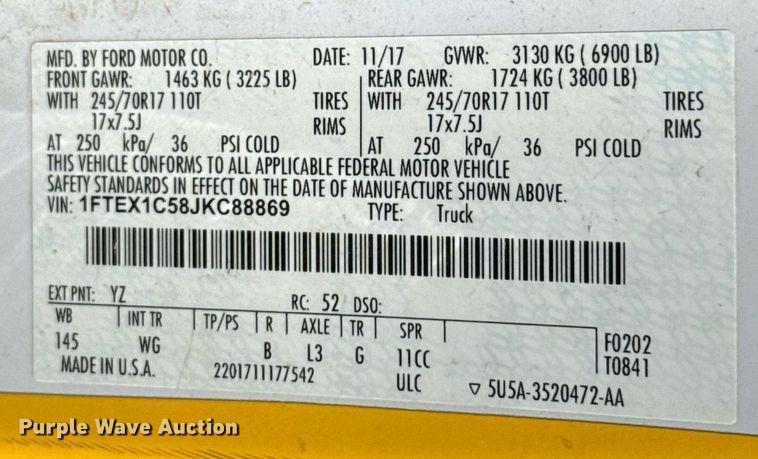 MFD. BY FORD MOTOR CO. DATE: 11/17 GVWR: 3130 KG ( 6900 LB)
FRONT GAWR: 1463 KG ( 3225 LB) REAR GAWR: 1724 KG ( 3800 LB)
WITH 245/70R17 110T TIRES WITH 245/70R17 110T TIRES
17x7.5J RIMS 17x7.5J RIMS
AT 250 kPa/ 36 PSI COLD AT 250 kPa/ 36 PSI COLD
THIS VEHICLE CONFORMS TO ALL APPLICABLE FEDERAL MOTOR VEHICLE
SAFETY STANDARDS IN EFFECT ON THE DATE OF MANUFACTURE SHOWN ABOVE.
VIN: 1FTEX1C58JKC88869 TYPE: Truck
EXT PNT: YZ RC: 52 DSO:
WB INT TR TP/PS R AXLE TR SPR F0202
145 WG B L3 G 11CC T0841
MADE IN U.S.A. 2201711177542 ULC ▽ 5U5A-3520472-AA
Purple Wave Auction